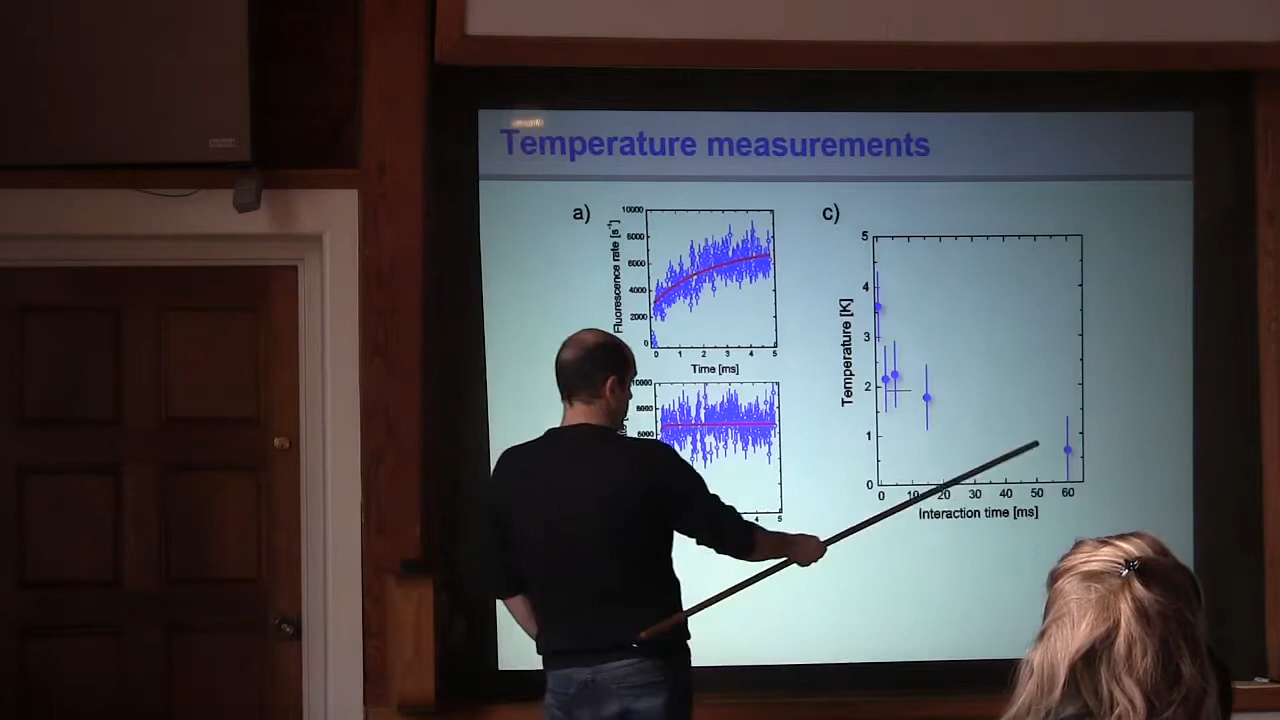 Temperature measurements
a)
Fluorescence rate [s⁻¹]
10000
8000
6000
4000
2000
0
0 1 2 3 4 5
Time [ms]
10000
8000
6000
4 5
c)
Temperature [K]
5
4
3
2
1
0
0 10 20 30 40 50 60
Interaction time [ms]